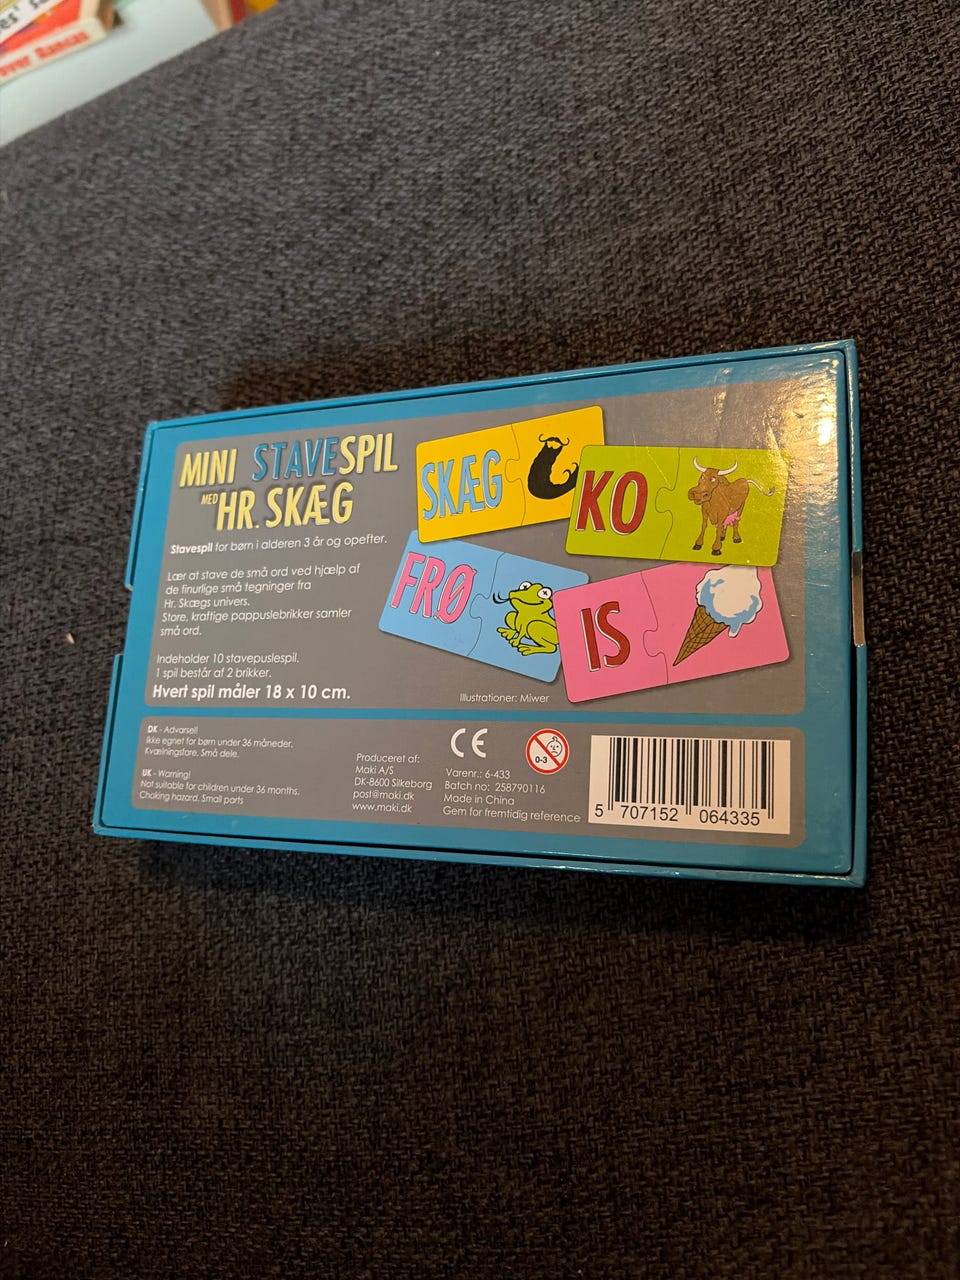 es' s
over Bancas
MINI STAVESPIL
MED HR. SKÆG
Stavespil for børn i alderen 3 år og opefter.
Lær at stave de små ord ved hjælp af
de finurlige små tegninger fra
Hr. Skægs univers.
Store, kraftige pappuslebrikker samler
små ord.
Indeholder 10 stavepuslespil.
1 spil består af 2 brikker.
Hvert spil måler 18 x 10 cm.
SKÆG
KO
FRØ
IS
Illustrationer: Miwer
DK - Advarsel!
Ikke egnet for børn under 36 måneder.
Kvælningsfare. Små dele.
UK - Warning!
Not suitable for children under 36 months.
Choking hazard. Small parts
Produceret af:
Maki A/S
DK-8600 Silkeborg
post@maki.dk
www.maki.dk
CE
0-3
Varenr.: 6-433
Batch no: 258790116
Made in China
Gem for fremtidig reference
5 707152 064335